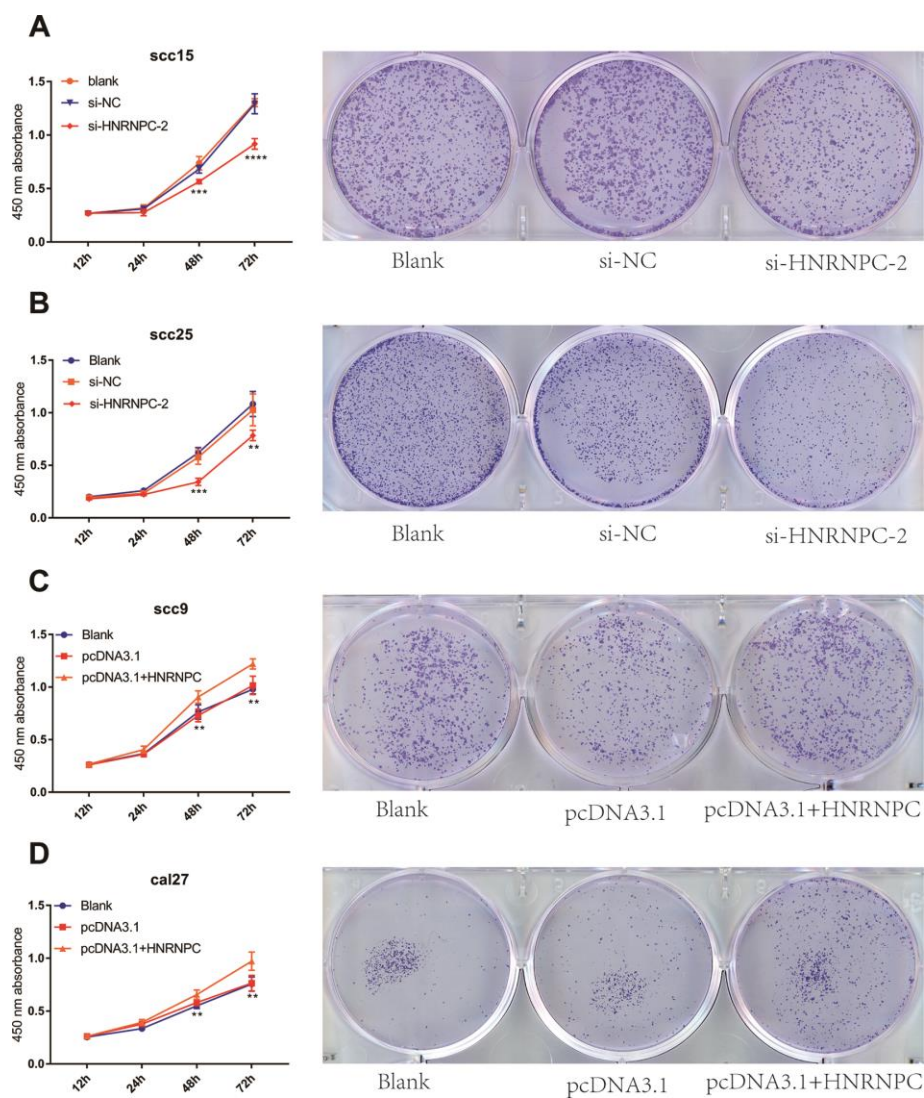 A
scc15
blank
si-NC
si-HNRNPC-2
450 nm absorbance
1.5
1.0
0.5
0.0
***
****
12h
24h
48h
72h
Blank
si-NC
si-HNRNPC-2
B
scc25
Blank
si-NC
si-HNRNPC-2
450 nm absorbance
1.5
1.0
0.5
0.0
***
**
12h
24h
48h
72h
Blank
si-NC
si-HNRNPC-2
C
scc9
Blank
pcDNA3.1
pcDNA3.1+HNRNPC
450 nm absorbance
1.5
1.0
0.5
0.0
**
**
12h
24h
48h
72h
Blank
pcDNA3.1
pcDNA3.1+HNRNPC
D
cal27
Blank
pcDNA3.1
pcDNA3.1+HNRNPC
450 nm absorbance
1.5
1.0
0.5
0.0
**
**
12h
24h
48h
72h
Blank
pcDNA3.1
pcDNA3.1+HNRNPC